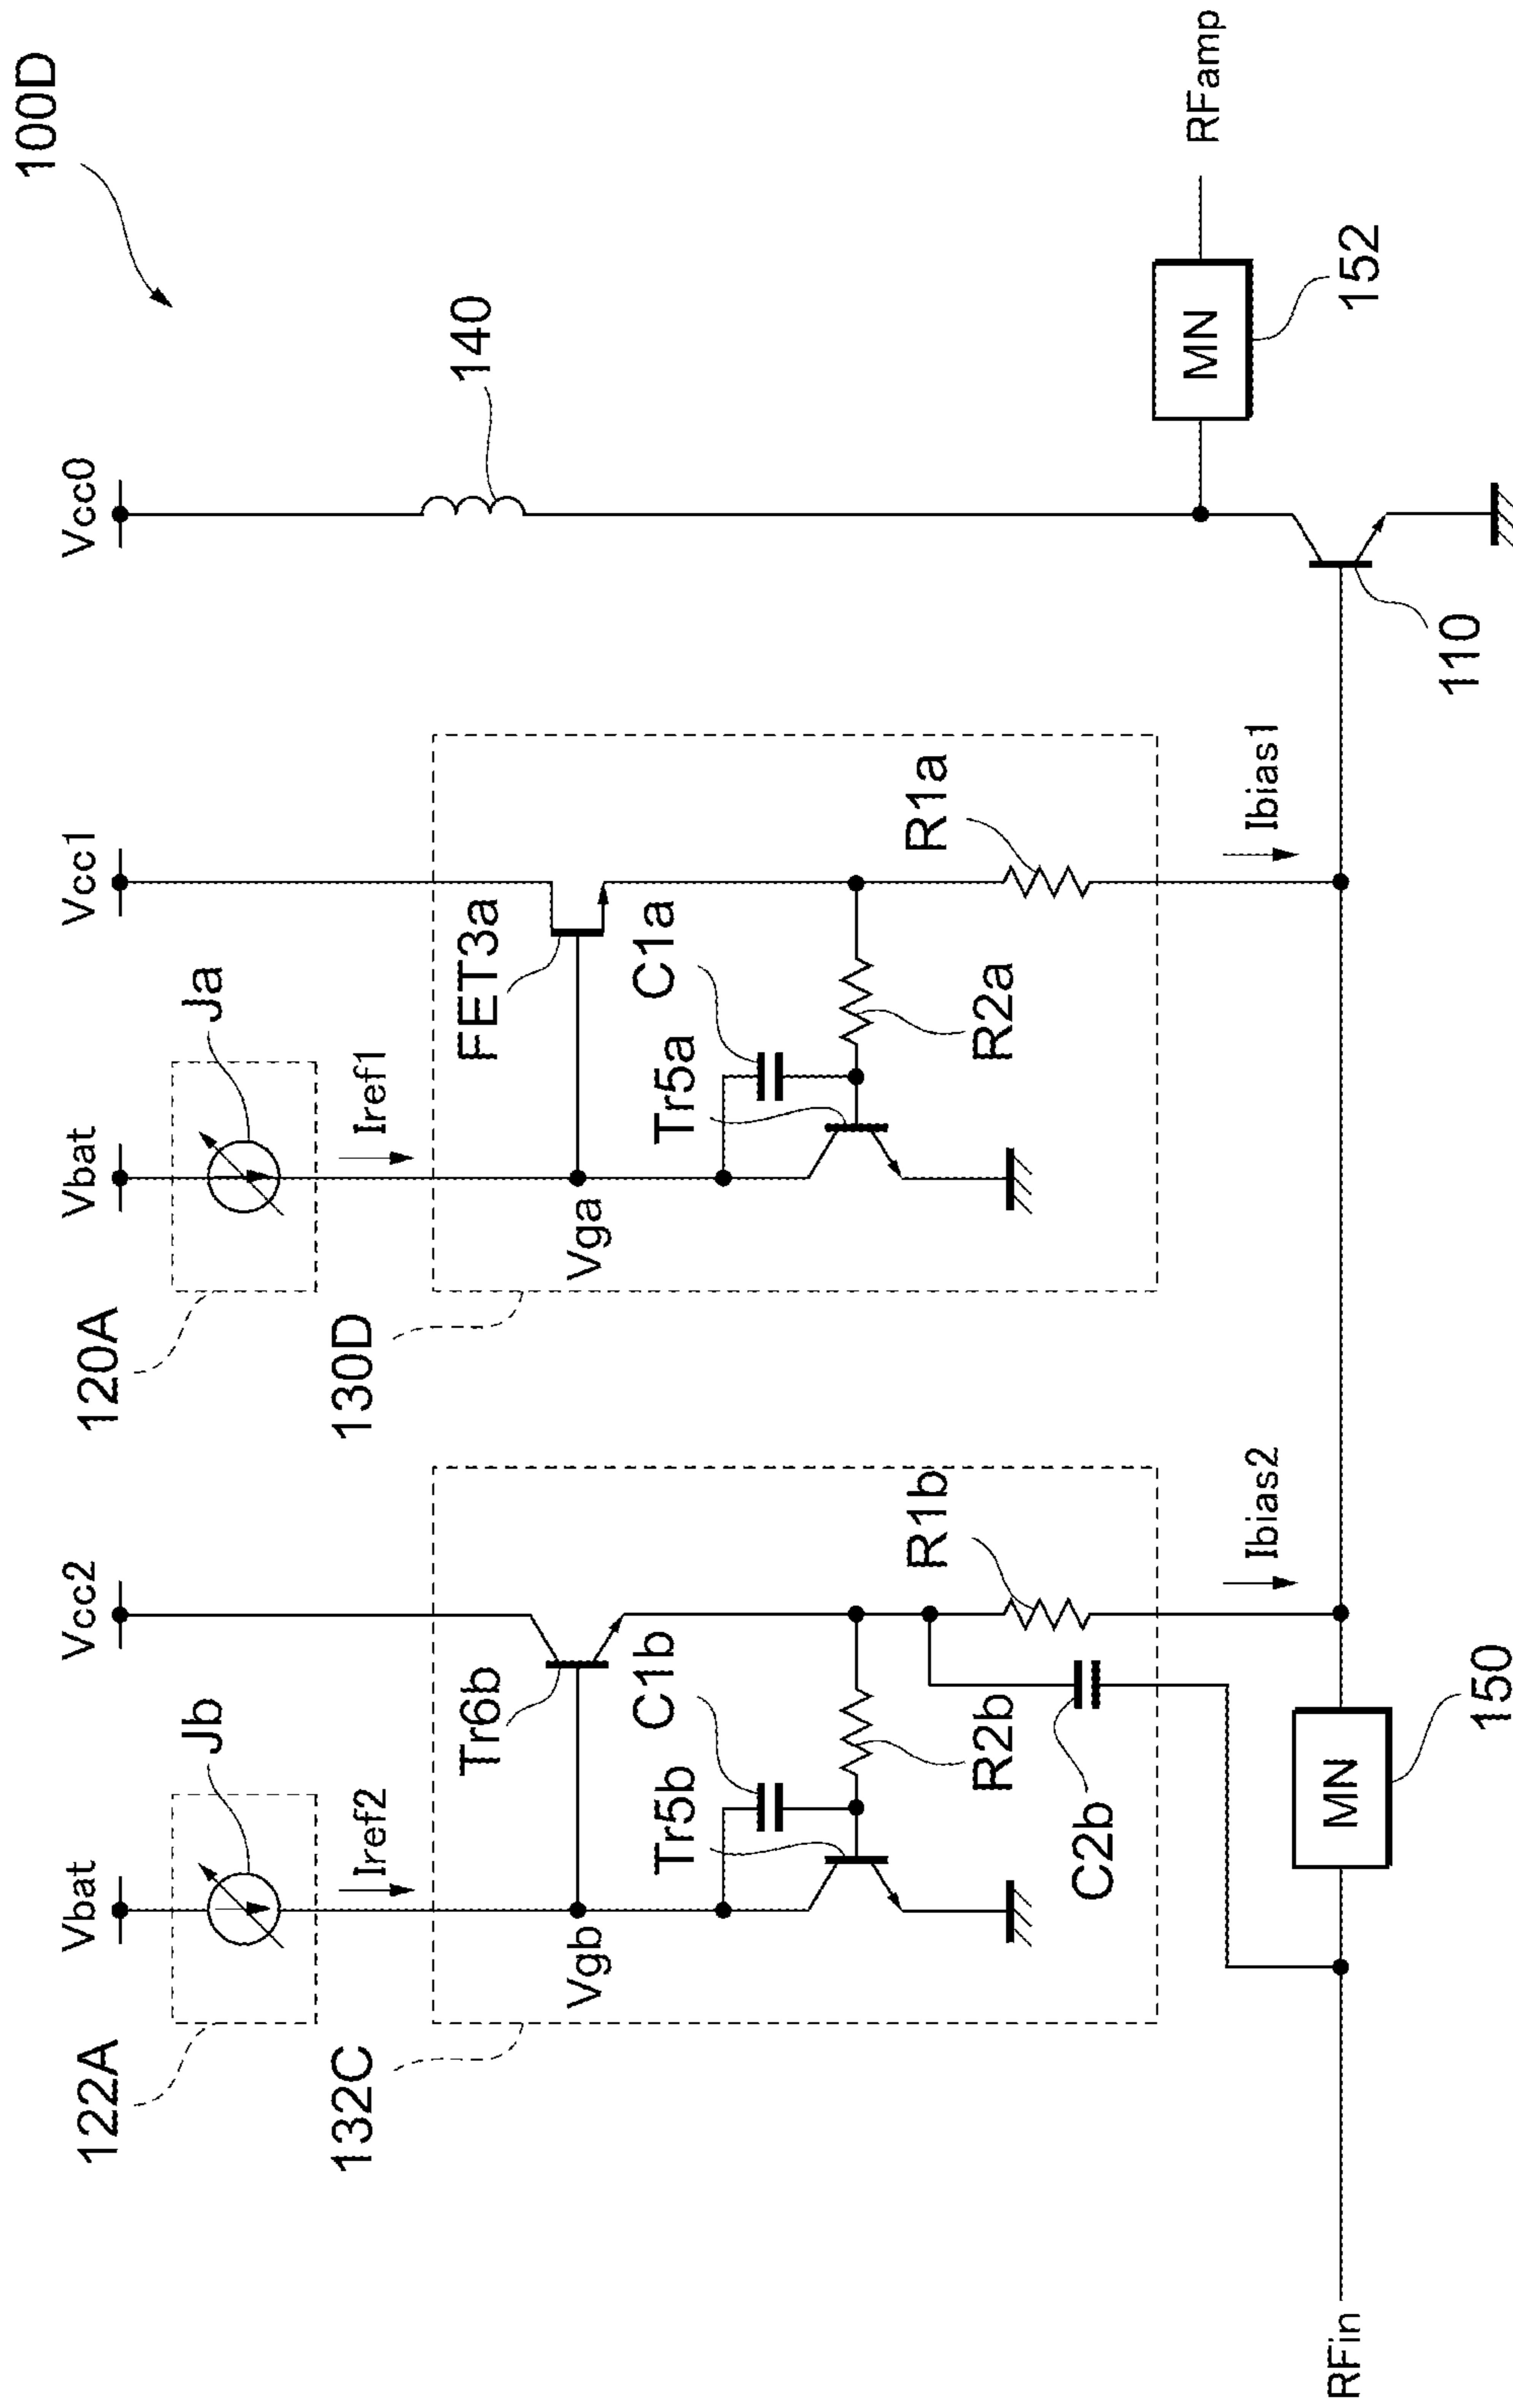 100D
Vbat
Vcc2
Vbat
Vcc1
Vcc0
122A
Jb
120A
Ja
140
Iref2
Iref1
132C
Tr6b
130D
FET3a
Vgb
Vga
C1b
C1a
Tr5b
Tr5a
R1b
R1a
R2b
R2a
C2b
Ibias2
Ibias1
MN
152
RFamp
RFin
MN
150
110